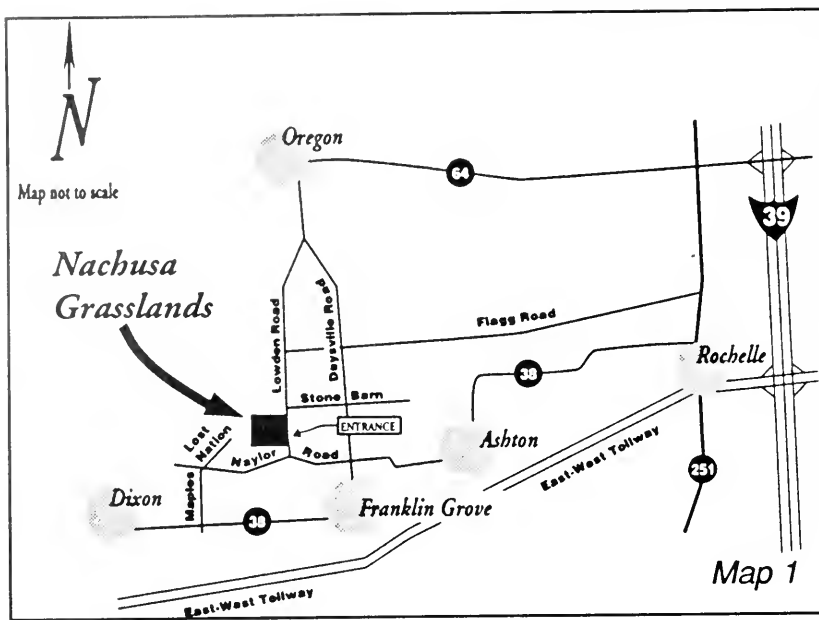 N
Map not to scale
Oregon
64
39
Nachusa
Grasslands
Lowden Road
Daysville Road
Flagg Road
Rochelle
38
Stone Barn
ENTRANCE
Lost
Nation
Naylor Road
Ashton
East-West Tollway
251
Maples
Dixon
38
Franklin Grove
East-West Tollway
Map 1